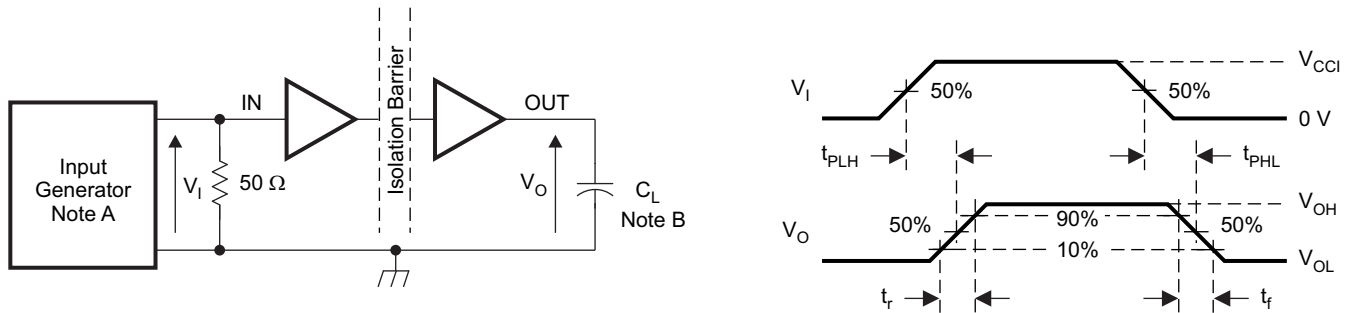 Input
Generator
Note A
V_I
50 Ω
IN
Isolation Barrier
OUT
V_O
C_L
Note B
V_I
50%
50%
V_CCI
0 V
t_PLH
t_PHL
V_O
50%
90%
10%
50%
V_OH
V_OL
t_r
t_f